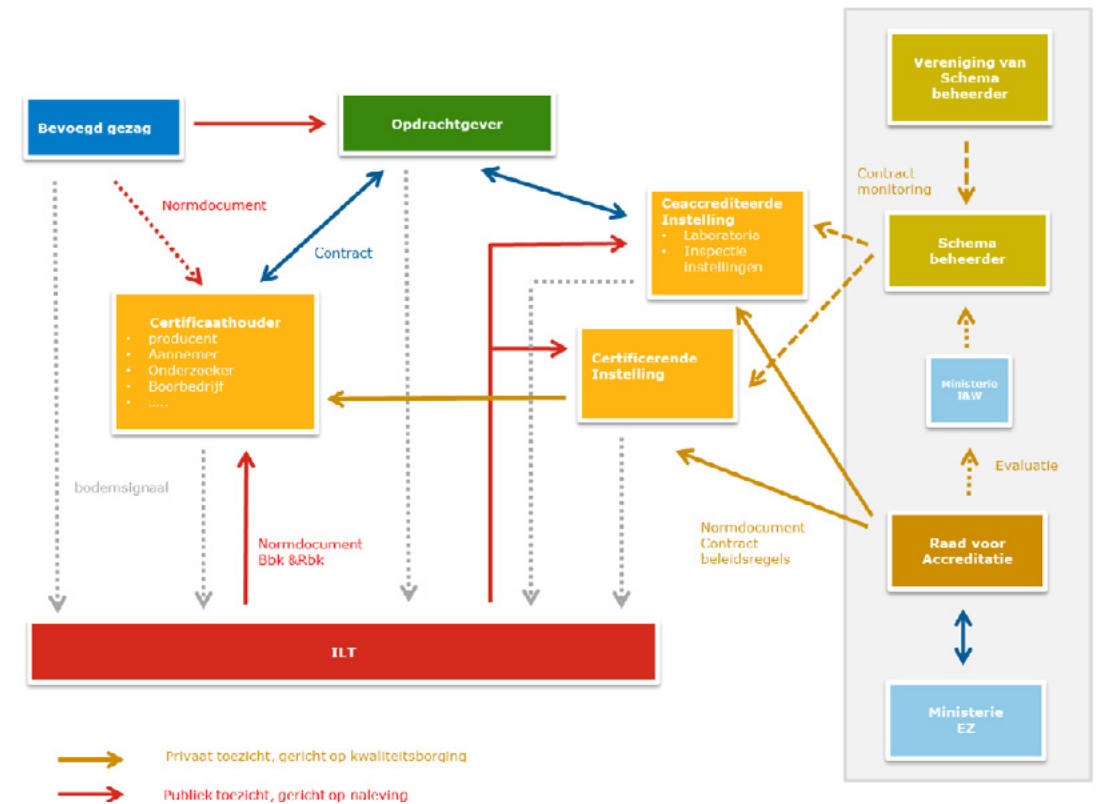 Vereniging van
Schema
beheerder
Bevoegd gezag
Opdrachtgever
Contract
monitoring
Normdocument
Ceaccrediteerde
Instelling
• Laboratoria
• Inspectie
instellingen
Schema
beheerder
Contract
Certificaathouder
• producent
• Aannemer
• Onderzoeker
• Boorbedrijf
• .....
Certificerende
Instelling
Ministerie
I&W
Evaluatie
bodemsignaal
Normdocument
Bbk &Rbk
Normdocument
Contract
beleidsregels
Raad voor
Accreditatie
ILT
Ministerie
EZ
Privaat toezicht, gericht op kwaliteitsborging
Publiek toezicht, gericht op naleving